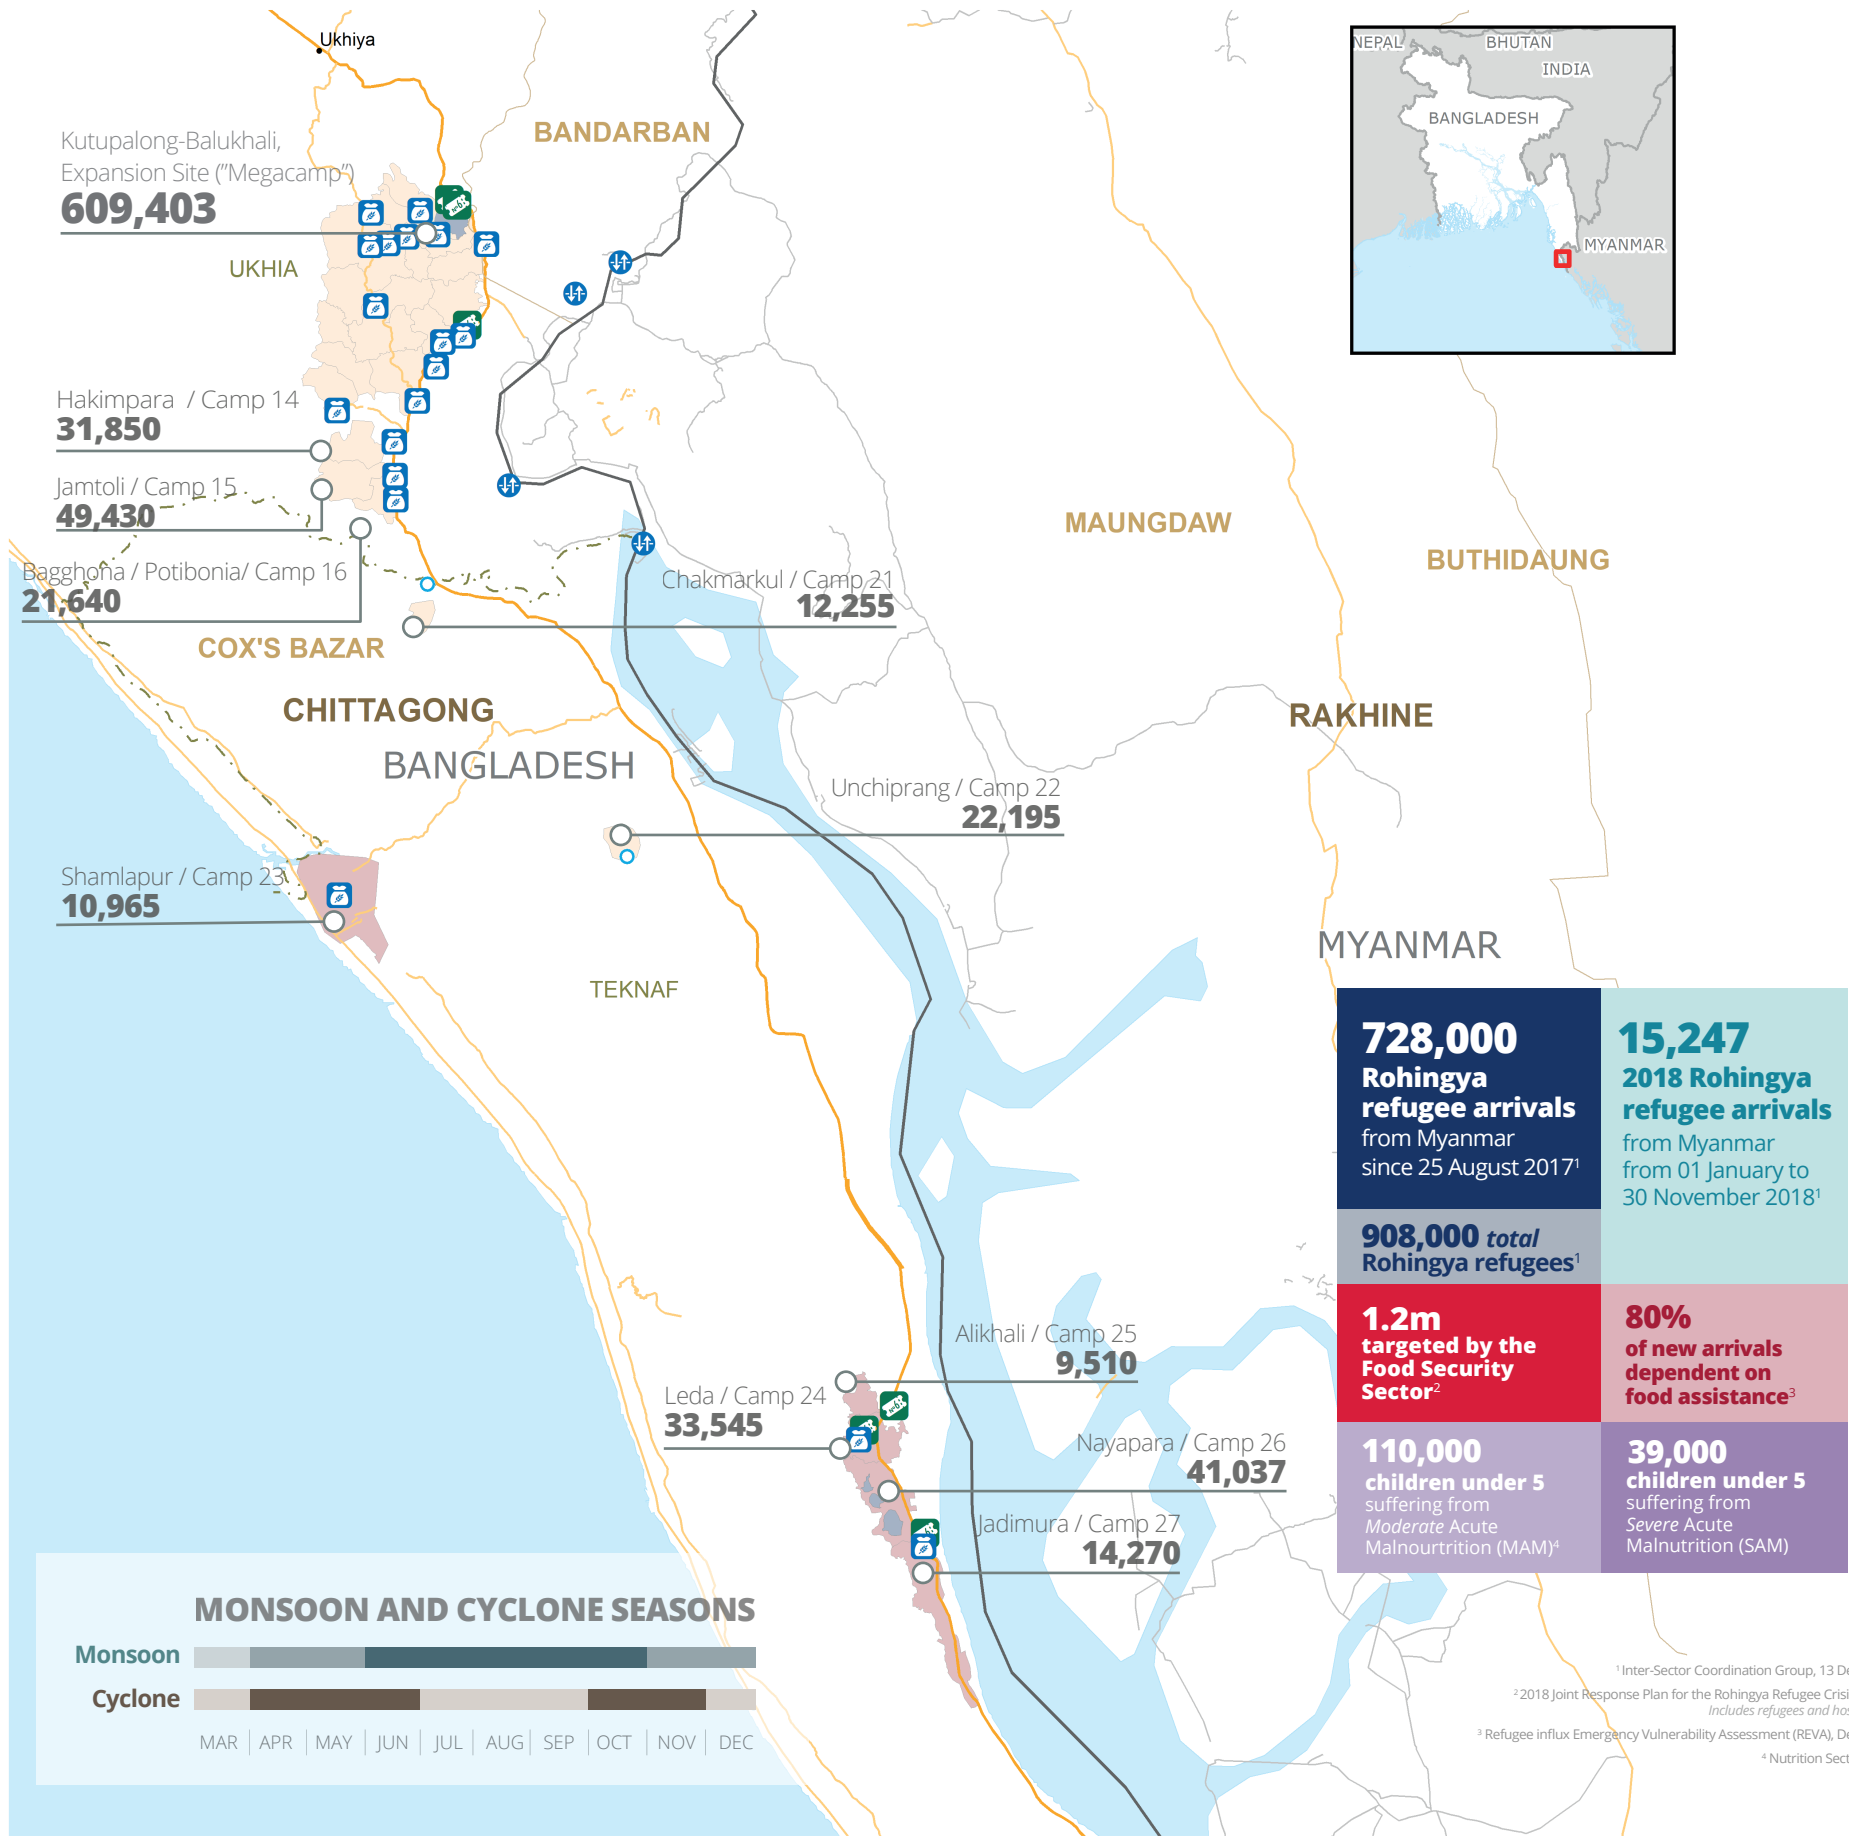 Ukhiya
NEPAL
BHUTAN
INDIA
BANGLADESH
MYANMAR
Kutupalong-Balukhali,
Expansion Site ("Megacamp")
609,403
BANDARBAN
UKHIA
Hakimpara / Camp 14
31,850
Jamtoli / Camp 15
49,430
Bagghona / Potibonia/ Camp 16
21,640
Chakmarkul / Camp 21
12,255
MAUNGDAW
BUTHIDAUNG
COX'S BAZAR
CHITTAGONG
RAKHINE
BANGLADESH
Unchiprang / Camp 22
22,195
Shamlapur / Camp 23
10,965
MYANMAR
TEKNAF
728,000
Rohingya
refugee arrivals
from Myanmar
since 25 August 2017¹
15,247
2018 Rohingya
refugee arrivals
from Myanmar
from 01 January to
30 November 2018¹
908,000 total
Rohingya refugees¹
1.2m
targeted by the
Food Security
Sector²
80%
of new arrivals
dependent on
food assistance³
110,000
children under 5
suffering from
Moderate Acute
Malnourtrition (MAM)⁴
39,000
children under 5
suffering from
Severe Acute
Malnutrition (SAM)
Alikhali / Camp 25
9,510
Leda / Camp 24
33,545
Nayapara / Camp 26
41,037
Jadimura / Camp 27
14,270
MONSOON AND CYCLONE SEASONS
Monsoon
Cyclone
MAR APR MAY JUN JUL AUG SEP OCT NOV DEC
¹ Inter-Sector Coordination Group, 13 De
² 2018 Joint Response Plan for the Rohingya Refugee Crisi
Includes refugees and hos
³ Refugee influx Emergency Vulnerability Assessment (REVA), De
⁴ Nutrition Sect